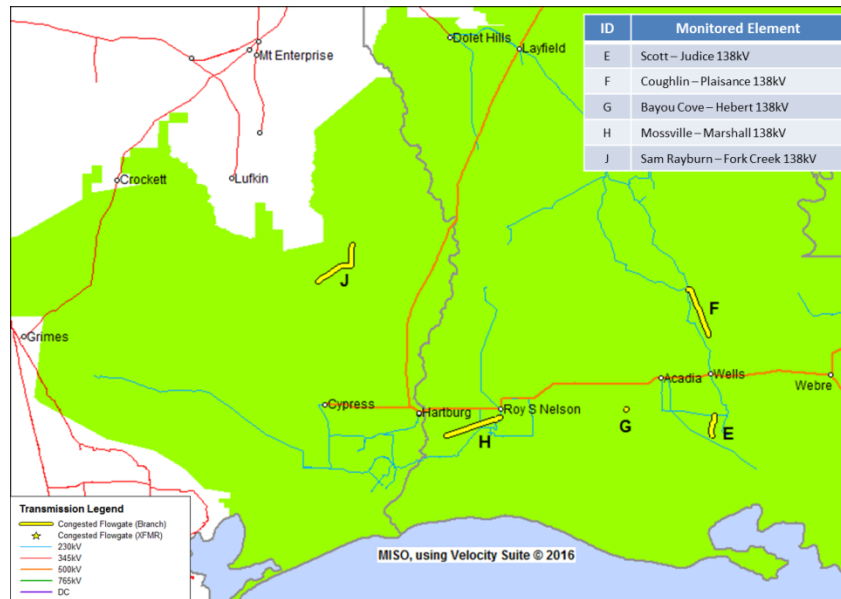 ID Monitored Element
E Scott – Judice 138kV
F Coughlin – Plaisance 138kV
G Bayou Cove – Hebert 138kV
H Mossville – Marshall 138kV
J Sam Rayburn – Fork Creek 138kV
Dolet Hills
Layfield
Mt Enterprise
Crockett
Lufkin
J
F
Grimes
Acadia
Wells
Webre
Cypress
Hartburg
Roy S Nelson
G
E
H
Transmission Legend
Congested Flowgate (Branch)
Congested Flowgate (XFMR)
230kV
345kV
500kV
765kV
DC
MISO, using Velocity Suite © 2016